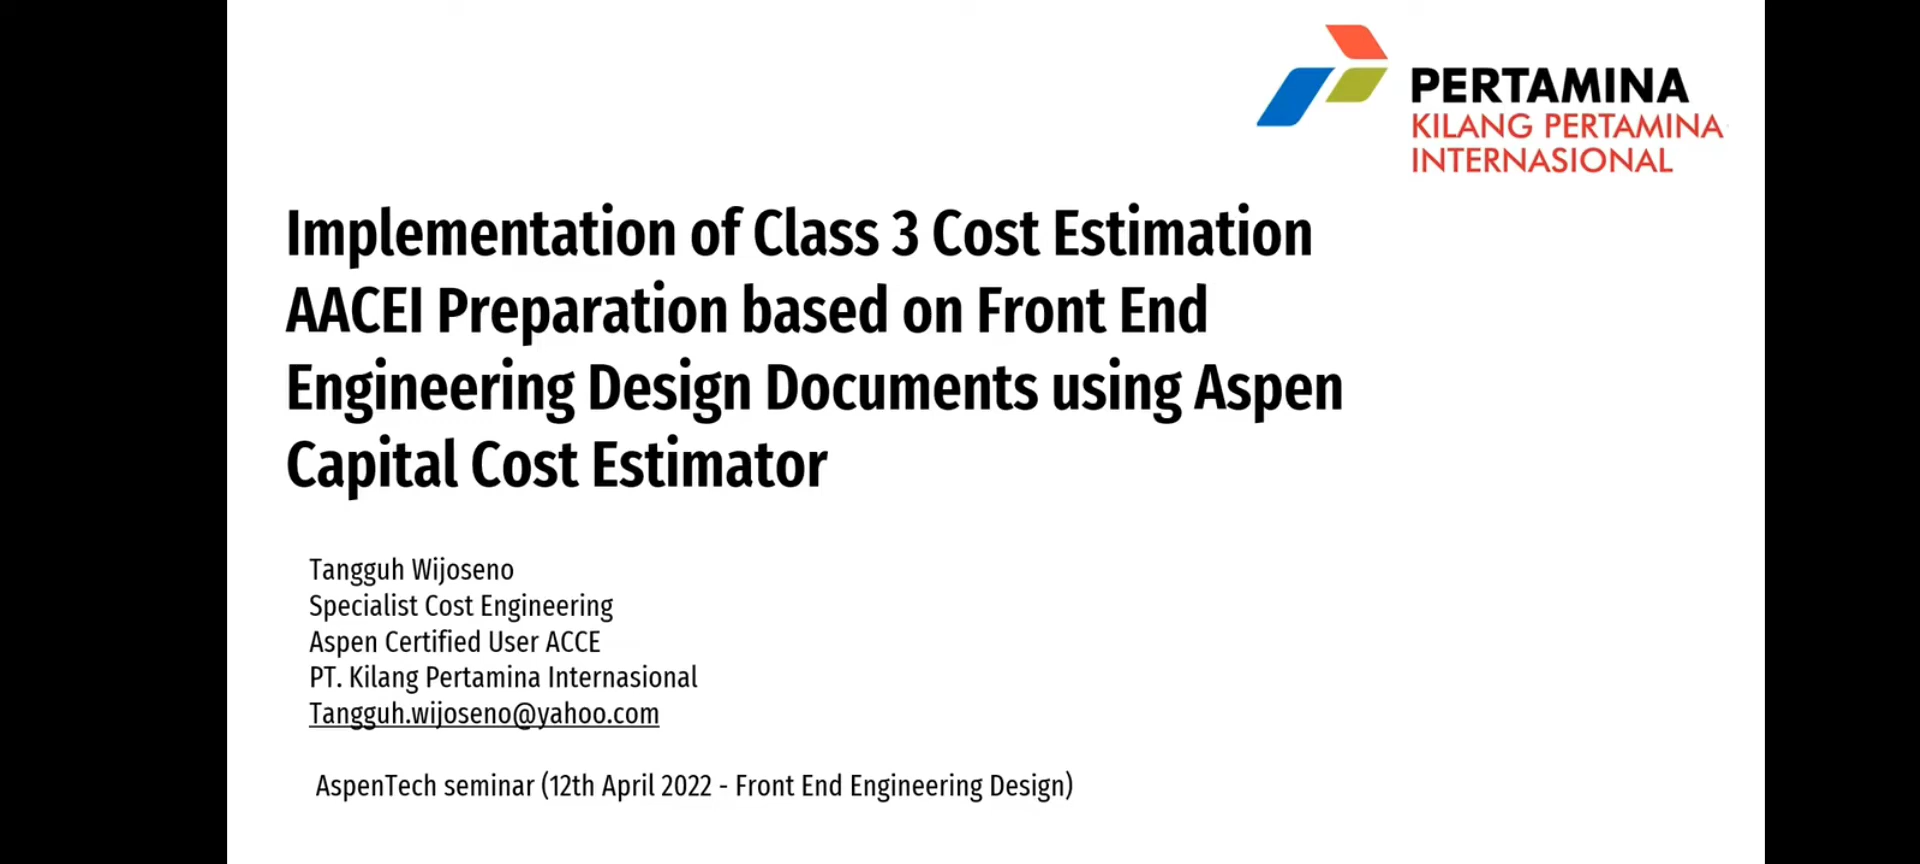 PERTAMINA
KILANG PERTAMINA
INTERNASIONAL
Implementation of Class 3 Cost Estimation
AACEI Preparation based on Front End
Engineering Design Documents using Aspen
Capital Cost Estimator
Tangguh Wijoseno
Specialist Cost Engineering
Aspen Certified User ACCE
PT. Kilang Pertamina Internasional
Tangguh.wijoseno@yahoo.com
AspenTech seminar (12th April 2022 - Front End Engineering Design)